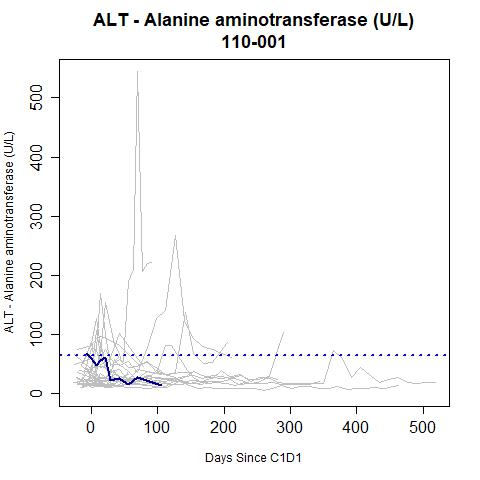 ALT - Alanine aminotransferase (U/L)
110-001
ALT - Alanine aminotransferase (U/L)
500
400
300
200
100
0
0 100 200 300 400 500
Days Since C1D1